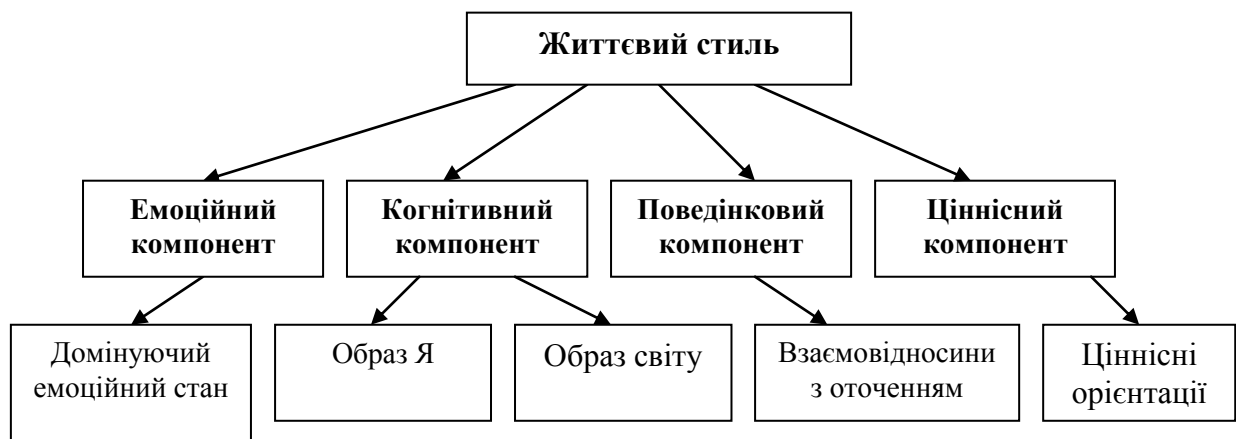 Життєвий стиль
Емоційний
компонент
Когнітивний
компонент
Поведінковий
компонент
Ціннісний
компонент
Домінуючий
емоційний стан
Образ Я
Образ світу
Взаємовідносини
з оточенням
Ціннісні
орієнтації